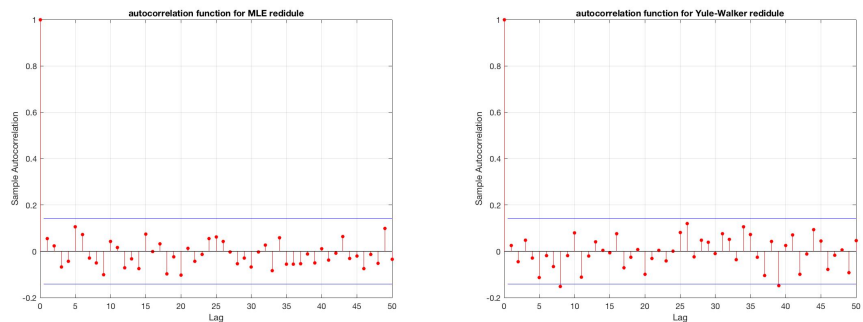 autocorrelation function for MLE redidule
Sample Autocorrelation
1
0.8
0.6
0.4
0.2
0
-0.2
0 5 10 15 20 25 30 35 40 45 50
Lag
autocorrelation function for Yule-Walker redidule
Sample Autocorrelation
1
0.8
0.6
0.4
0.2
0
-0.2
0 5 10 15 20 25 30 35 40 45 50
Lag